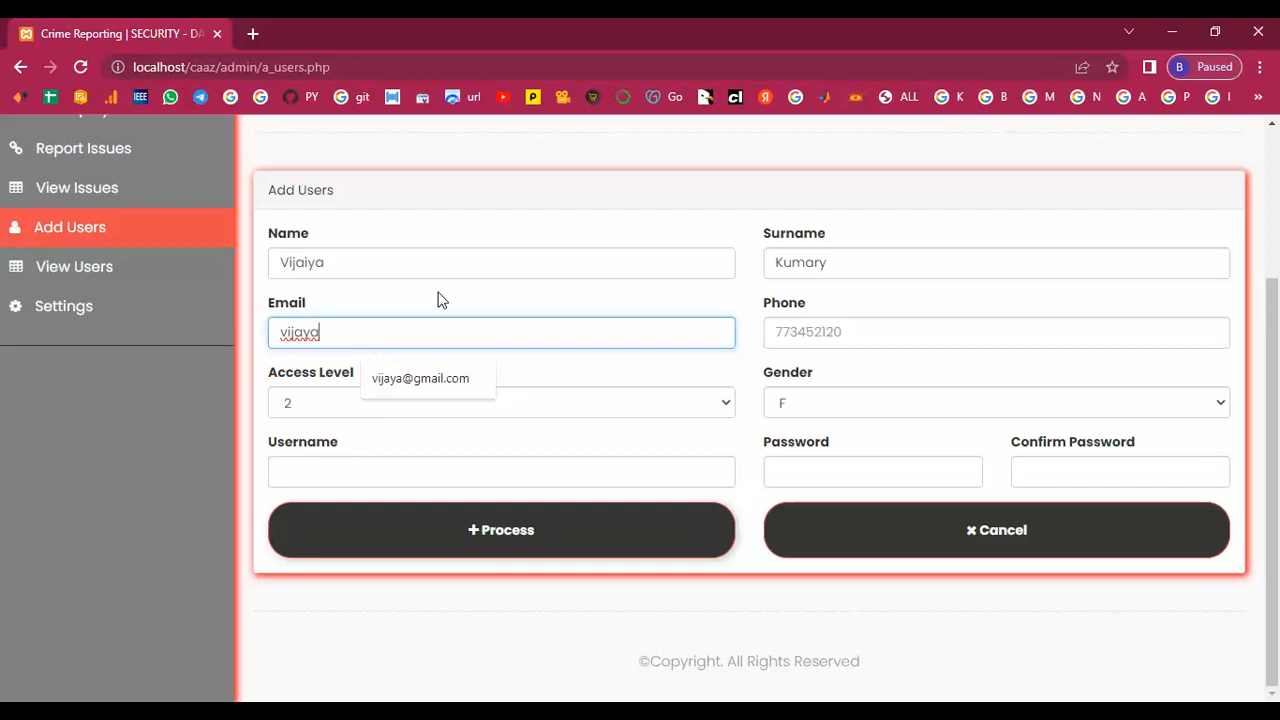 Crime Reporting | SECURITY - DA
localhost/caaz/admin/a_users.php
B Paused
PY
git
url
Go
ALL
K
B
M
N
A
P
I
»
Report Issues
View Issues
Add Users
View Users
Settings
Add Users
Name
Surname
Vijaiya
Kumary
Email
Phone
vijaya
773452120
vijaya@gmail.com
Access Level
Gender
2
F
Username
Password
Confirm Password
Process
Cancel
©Copyright. All Rights Reserved